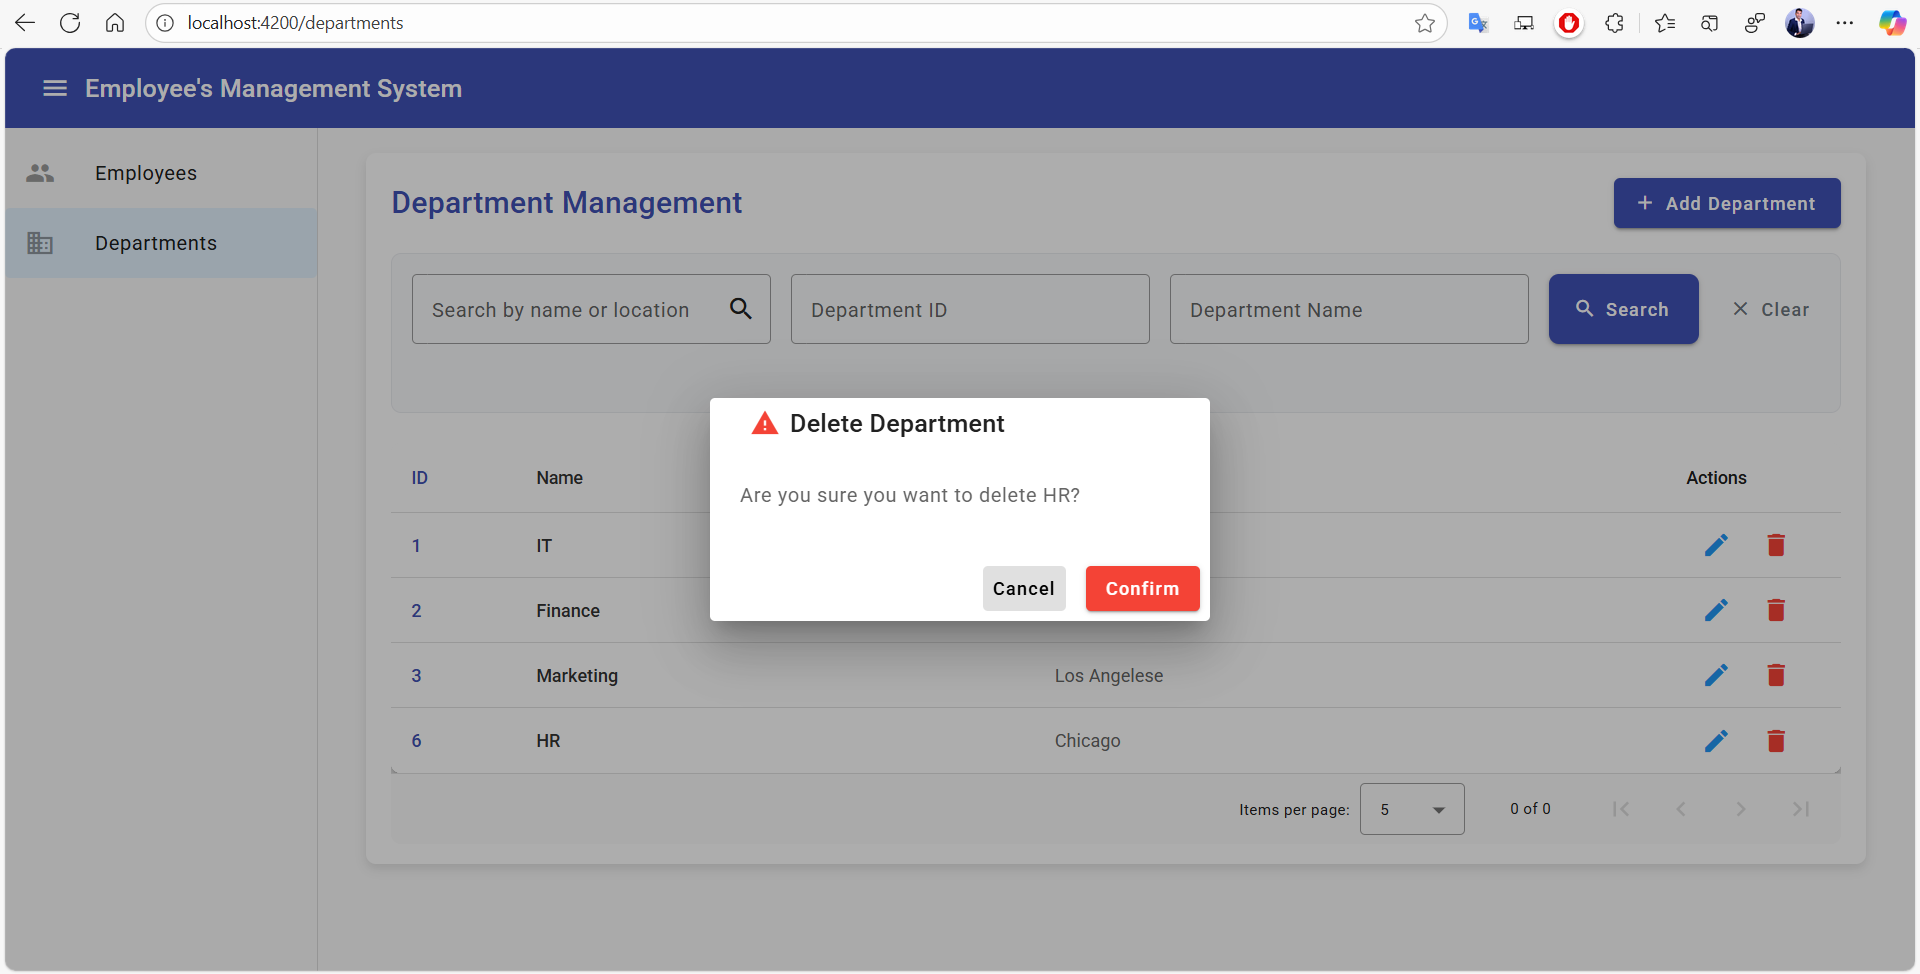 localhost:4200/departments
Employee's Management System
Employees
Departments
Department Management
Add Department
Search by name or location
Department ID
Department Name
Search
Clear
Delete Department
Are you sure you want to delete HR?
Cancel
Confirm
ID Name Actions
1 IT
2 Finance
3 Marketing Los Angelese
6 HR Chicago
Items per page: 5 0 of 0